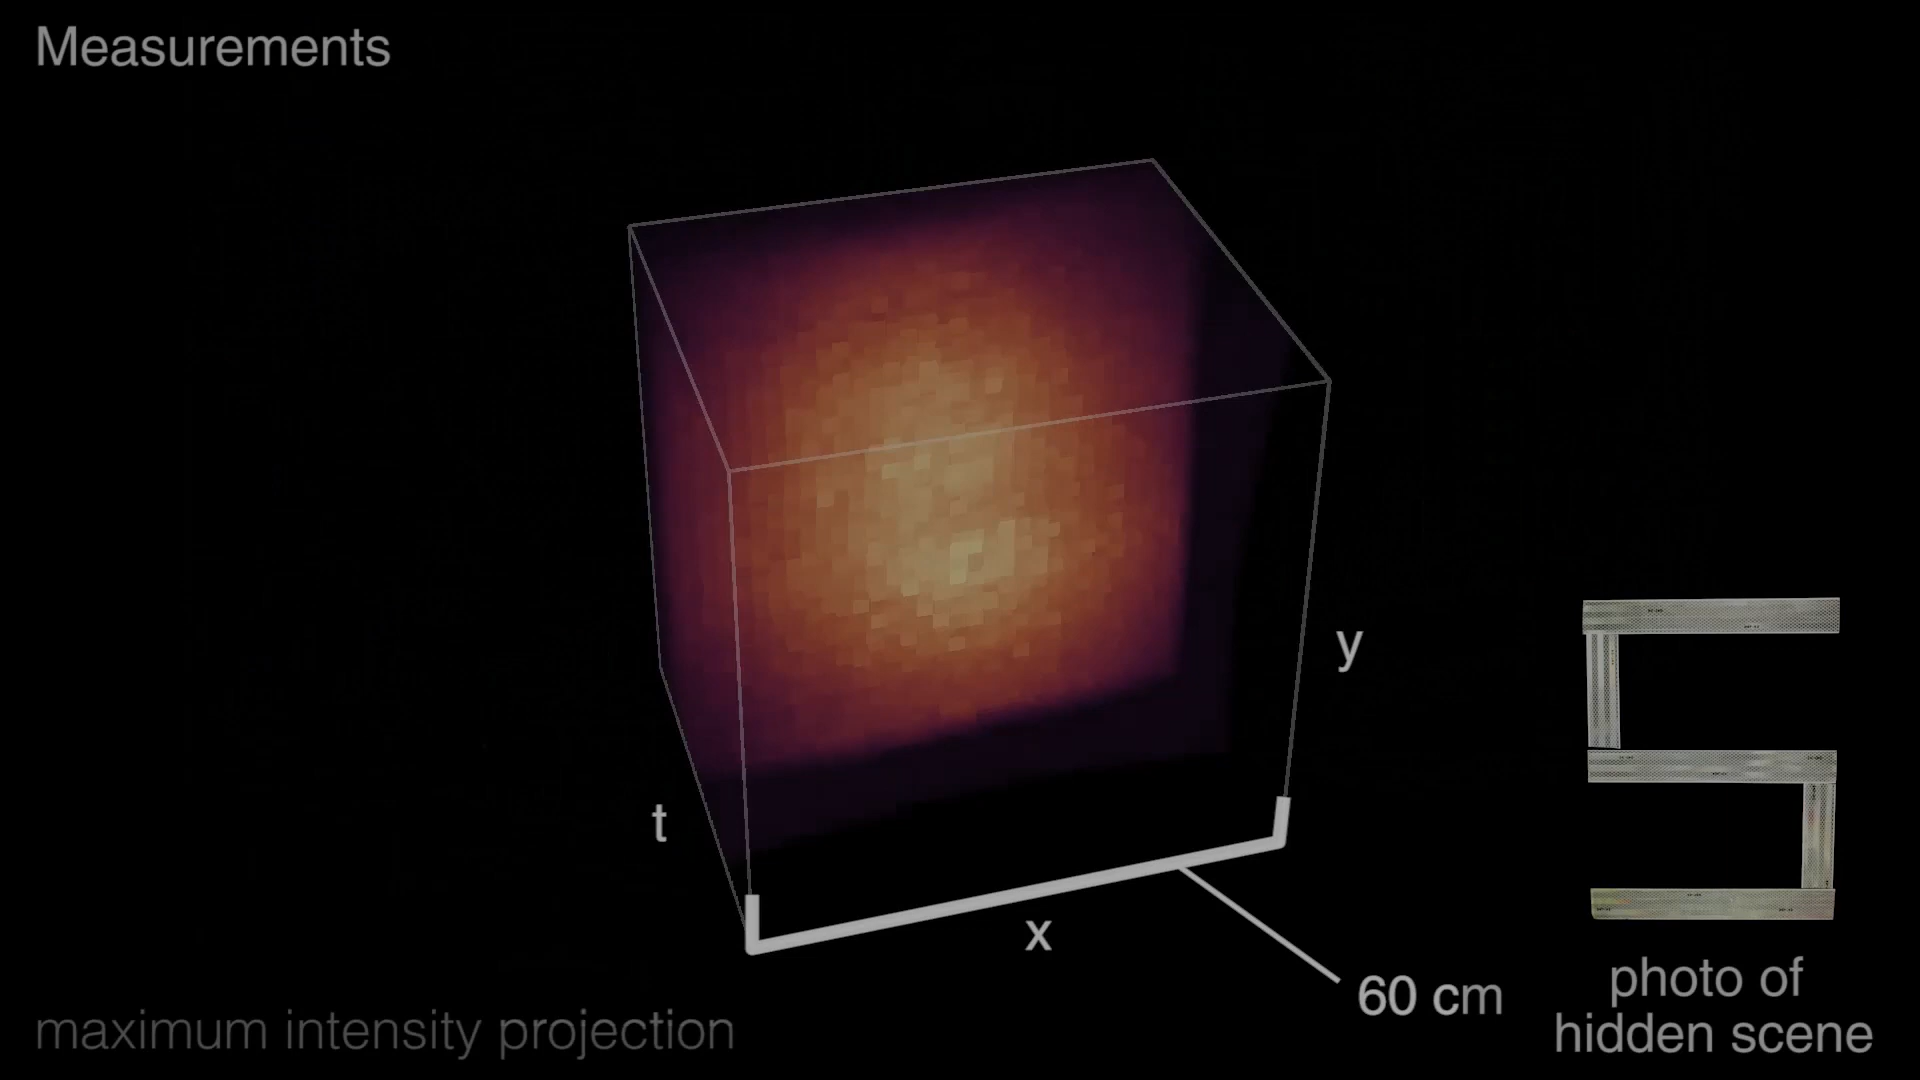 Measurements
y
t
x
60 cm
photo of
hidden scene
maximum intensity projection